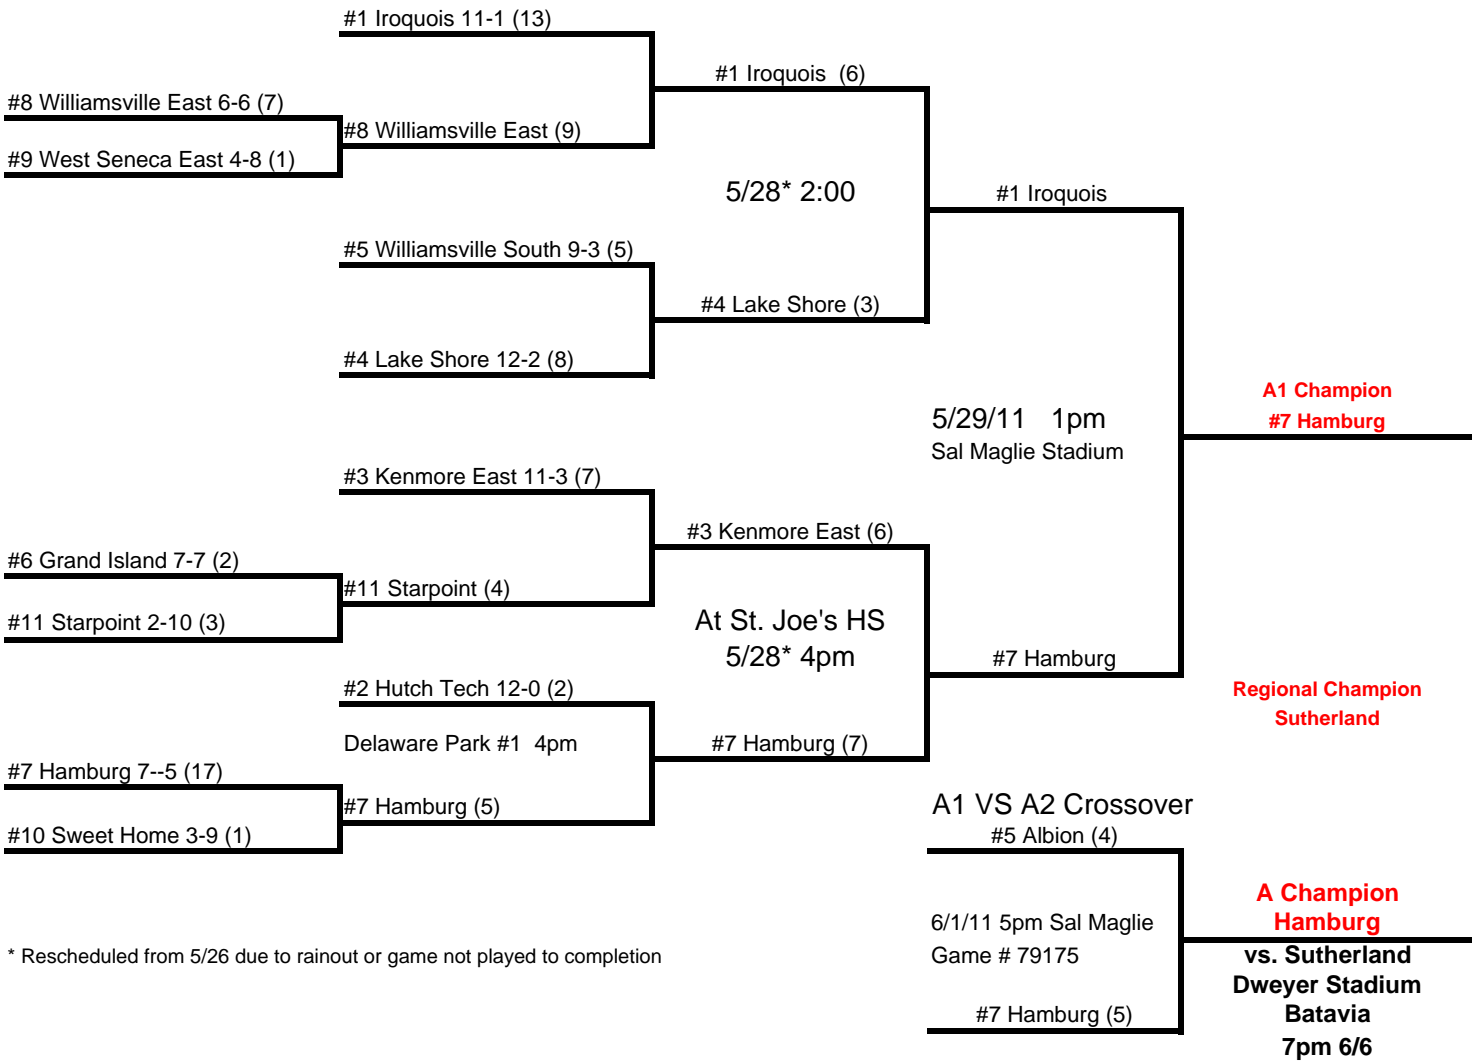 #1 Iroquois 11-1 (13)
#1 Iroquois  (6)
#8 Williamsville East 6-6 (7)
#8 Williamsville East (9)
#9 West Seneca East 4-8 (1)
5/28* 2:00
#1 Iroquois
#5 Williamsville South 9-3 (5)
#4 Lake Shore (3)
#4 Lake Shore 12-2 (8)
A1 Champion
#7 Hamburg
5/29/11   1pm
Sal Maglie Stadium
#3 Kenmore East 11-3 (7)
#3 Kenmore East (6)
#6 Grand Island 7-7 (2)
#11 Starpoint (4)
#11 Starpoint 2-10 (3)
At St. Joe's HS
5/28* 4pm
#7 Hamburg
#2 Hutch Tech 12-0 (2)
Regional Champion
Sutherland
Delaware Park #1  4pm
#7 Hamburg (7)
#7 Hamburg 7--5 (17)
#7 Hamburg (5)
#10 Sweet Home 3-9 (1)
A1 VS A2 Crossover
#5 Albion (4)
A Champion
Hamburg
6/1/11 5pm Sal Maglie
Game # 79175
* Rescheduled from 5/26 due to rainout or game not played to completion
vs. Sutherland
Dweyer Stadium
Batavia
7pm 6/6
#7 Hamburg (5)